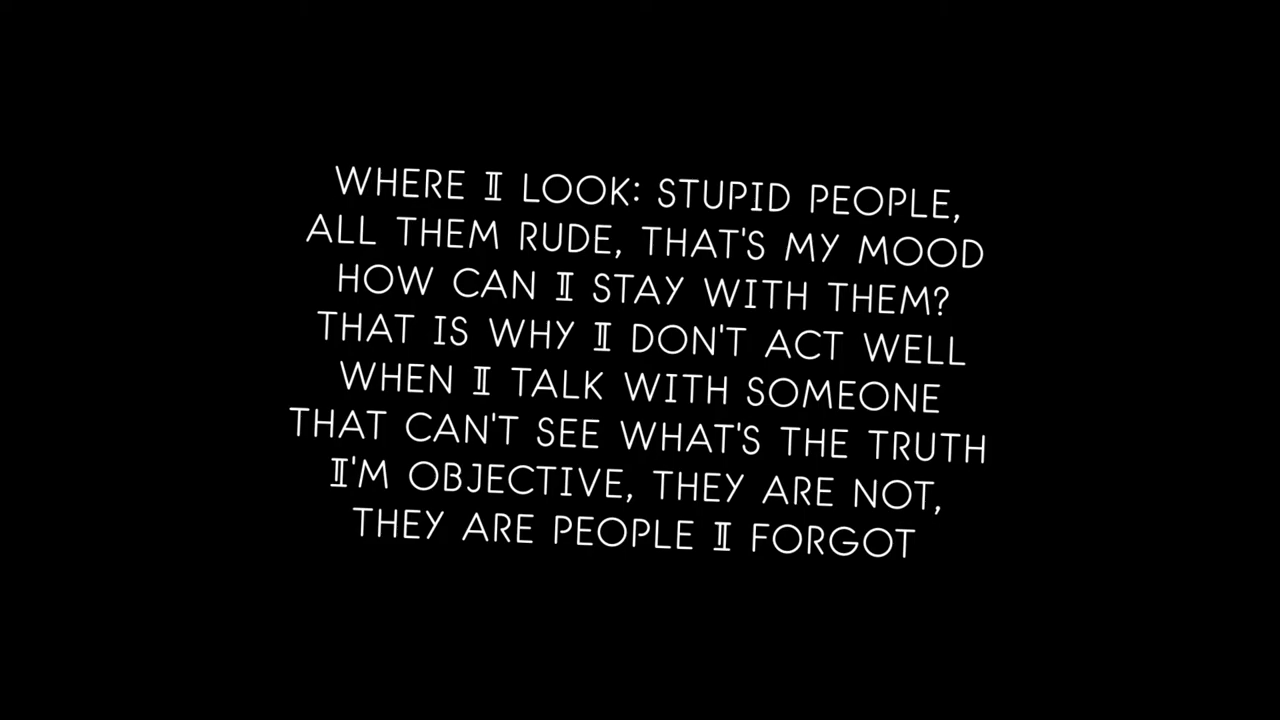 WHERE I LOOK: STUPID PEOPLE,
ALL THEM RUDE, THAT'S MY MOOD
HOW CAN I STAY WITH THEM?
THAT IS WHY I DON'T ACT WELL
WHEN I TALK WITH SOMEONE
THAT CAN'T SEE WHAT'S THE TRUTH
I'M OBJECTIVE, THEY ARE NOT,
THEY ARE PEOPLE I FORGOT